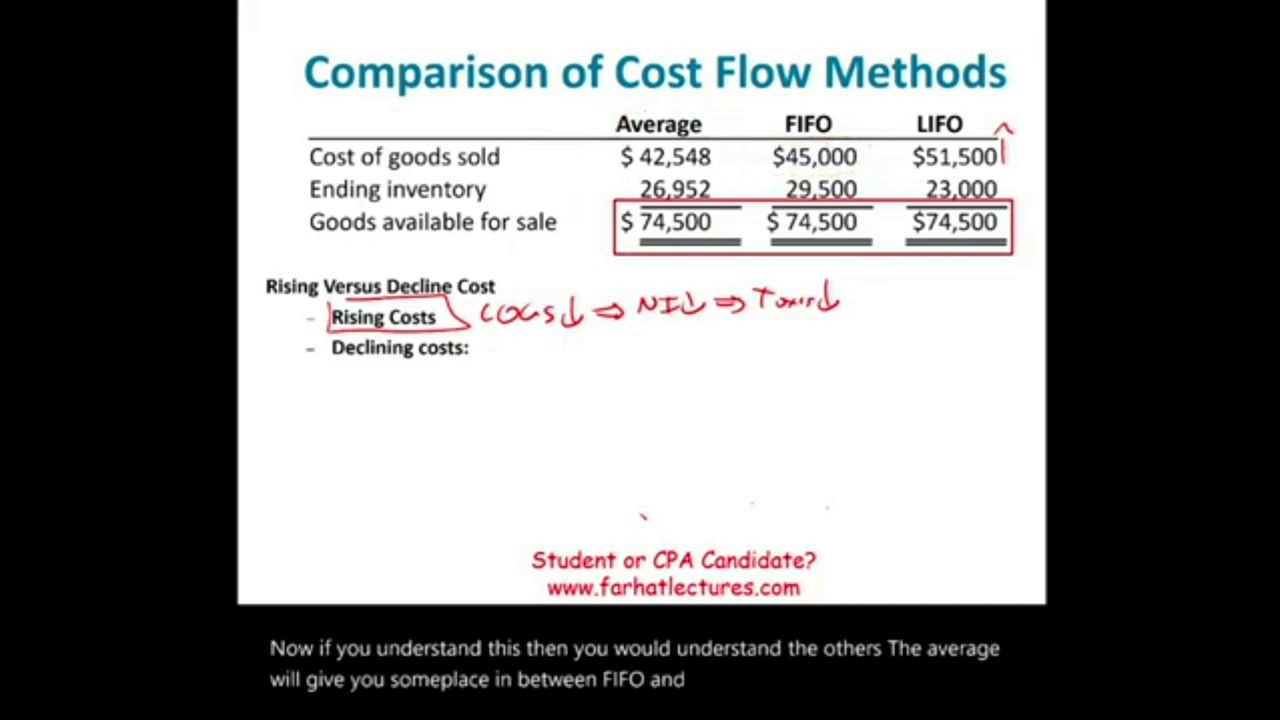 Comparison of Cost Flow Methods
Average FIFO LIFO
Cost of goods sold $ 42,548 $45,000 $51,500
Ending inventory 26,952 29,500 23,000
Goods available for sale $ 74,500 $ 74,500 $74,500
Rising Versus Decline Cost
- Rising Costs COGS↓ ⇒ NI↓ ⇒ Taxes↓
- Declining costs:
Student or CPA Candidate?
www.farhatlectures.com
Now if you understand this then you would understand the others The average
will give you someplace in between FIFO and